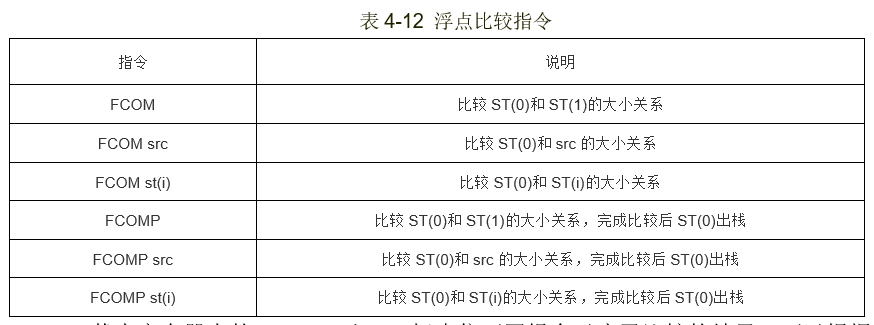 表 4-12 浮点比较指令
指令 说明
FCOM 比较 ST(0)和 ST(1)的大小关系
FCOM src 比较 ST(0)和 src 的大小关系
FCOM st(i) 比较 ST(0)和 ST(i)的大小关系
FCOMP 比较 ST(0)和 ST(1)的大小关系，完成比较后 ST(0)出栈
FCOMP src 比较 ST(0)和 src 的大小关系，完成比较后 ST(0)出栈
FCOMP st(i) 比较 ST(0)和 ST(i)的大小关系，完成比较后 ST(0)出栈